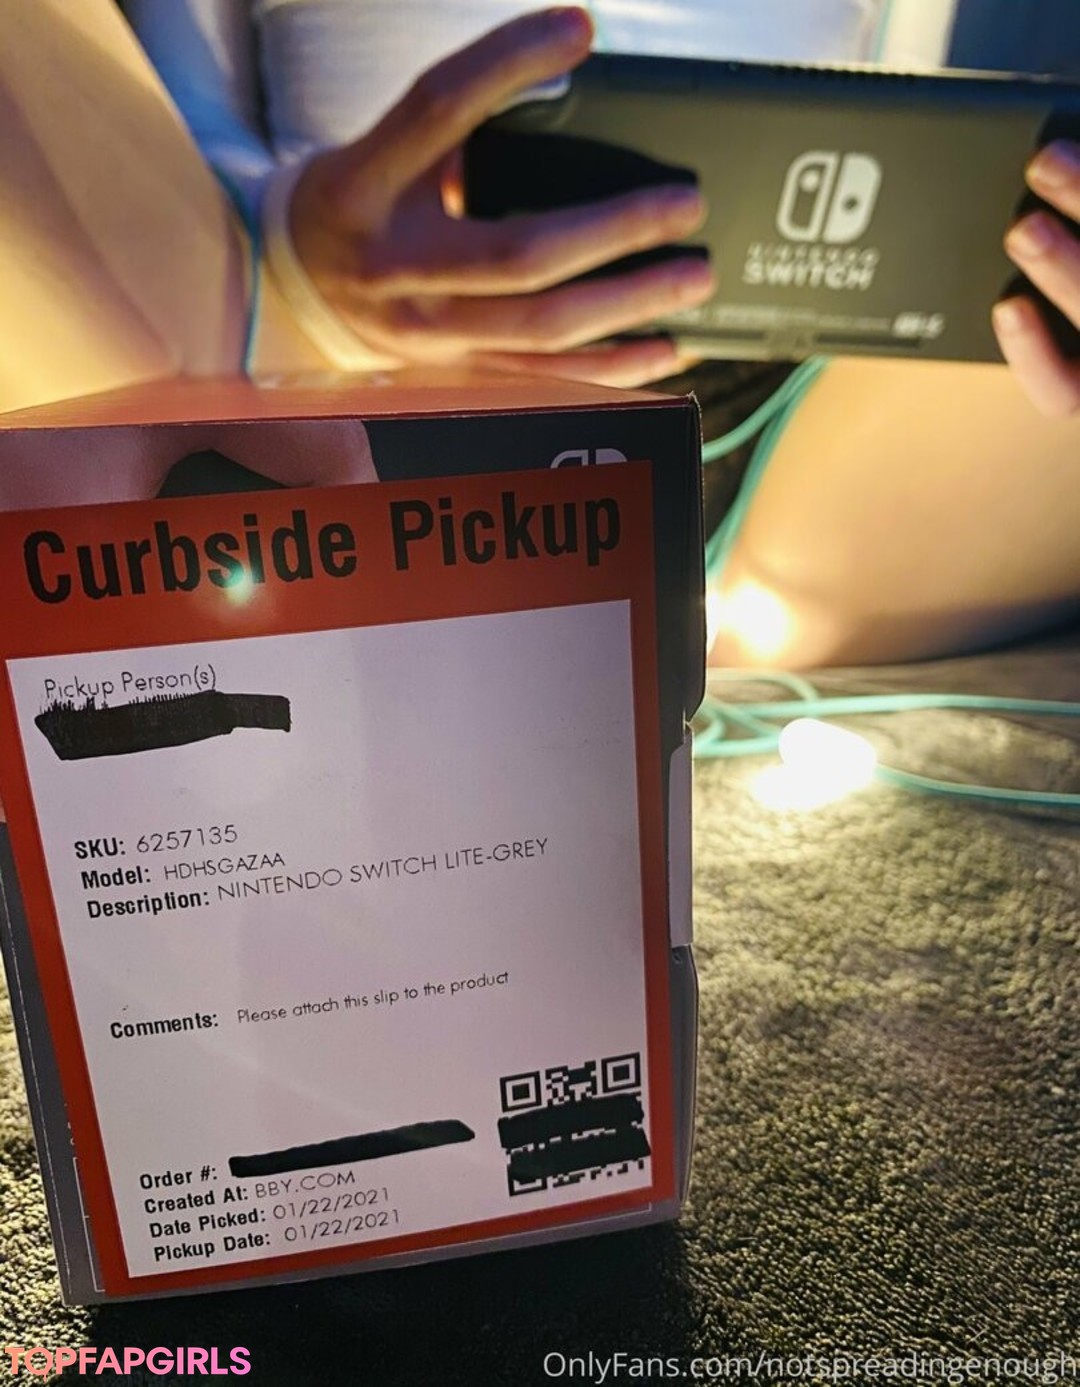 NINTENDO
SWITCH
Curbside Pickup
Pickup Person(s)
SKU: 6257135
Model: HDHSGAZAA
Description: NINTENDO SWITCH LITE-GREY
Comments: Please attach this slip to the product
Order #:
Created At: BBY.COM
Date Picked: 01/22/2021
Pickup Date: 01/22/2021
TOPFAPGIRLS
OnlyFans.com/notspreadingenough